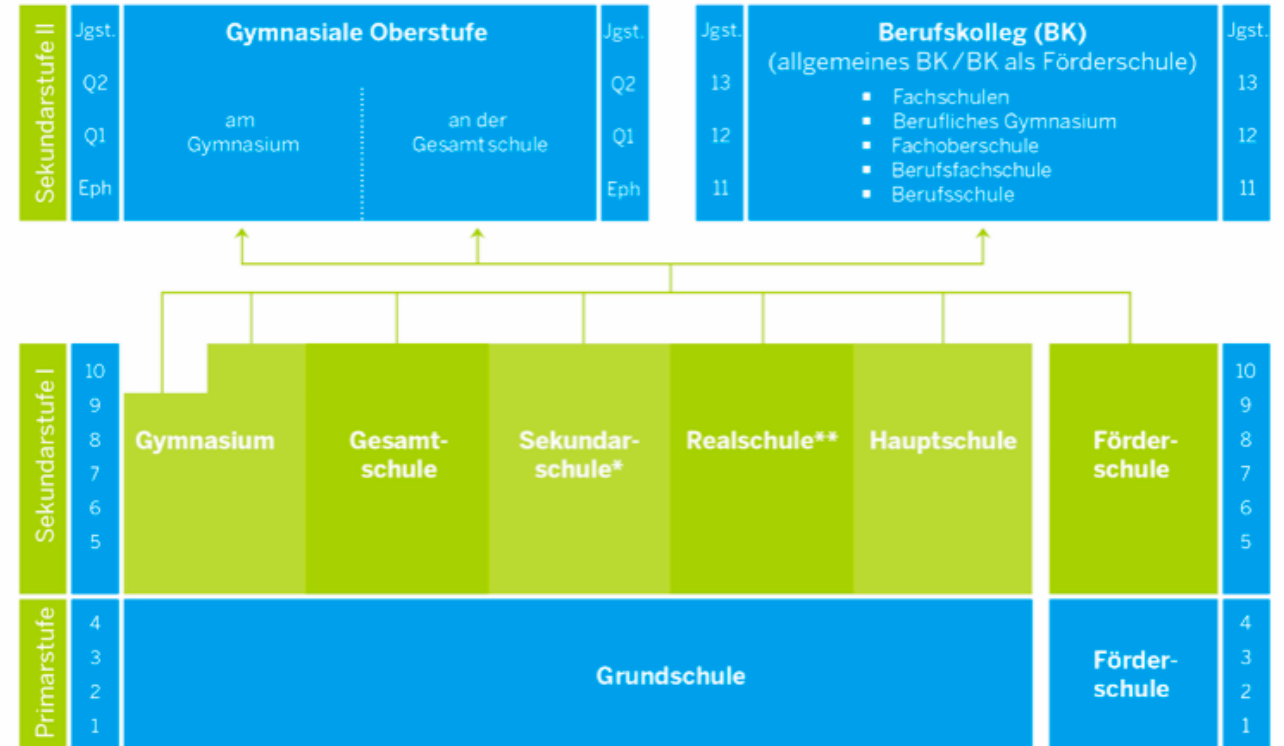 Sekundarstufe II
Jgst.
Q2
Q1
Eph
Gymnasiale Oberstufe
am
Gymnasium
an der
Gesamtschule
Jgst.
Q2
Q1
Eph
Jgst.
13
12
11
Berufskolleg (BK)
(allgemeines BK/BK als Förderschule)
▪ Fachschulen
▪ Berufliches Gymnasium
▪ Fachoberschule
▪ Berufsfachschule
▪ Berufsschule
Jgst.
13
12
11
Sekundarstufe I
10
9
8
7
6
5
Gymnasium
Gesamt-
schule
Sekundar-
schule*
Realschule**
Hauptschule
Förder-
schule
10
9
8
7
6
5
Primarstufe
4
3
2
1
Grundschule
Förder-
schule
4
3
2
1